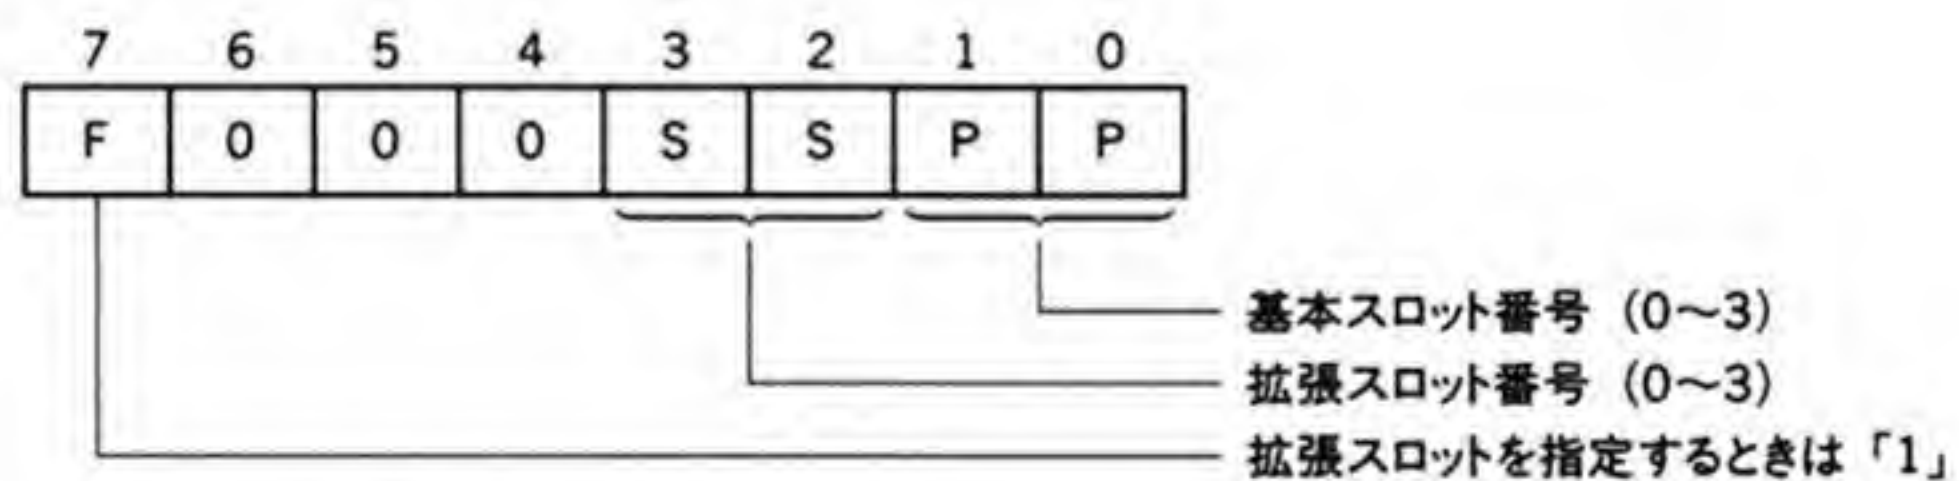 7 6 5 4 3 2 1 0
F 0 0 0 S S P P
基本スロット番号 (0～3)
拡張スロット番号 (0～3)
拡張スロットを指定するときは「1」